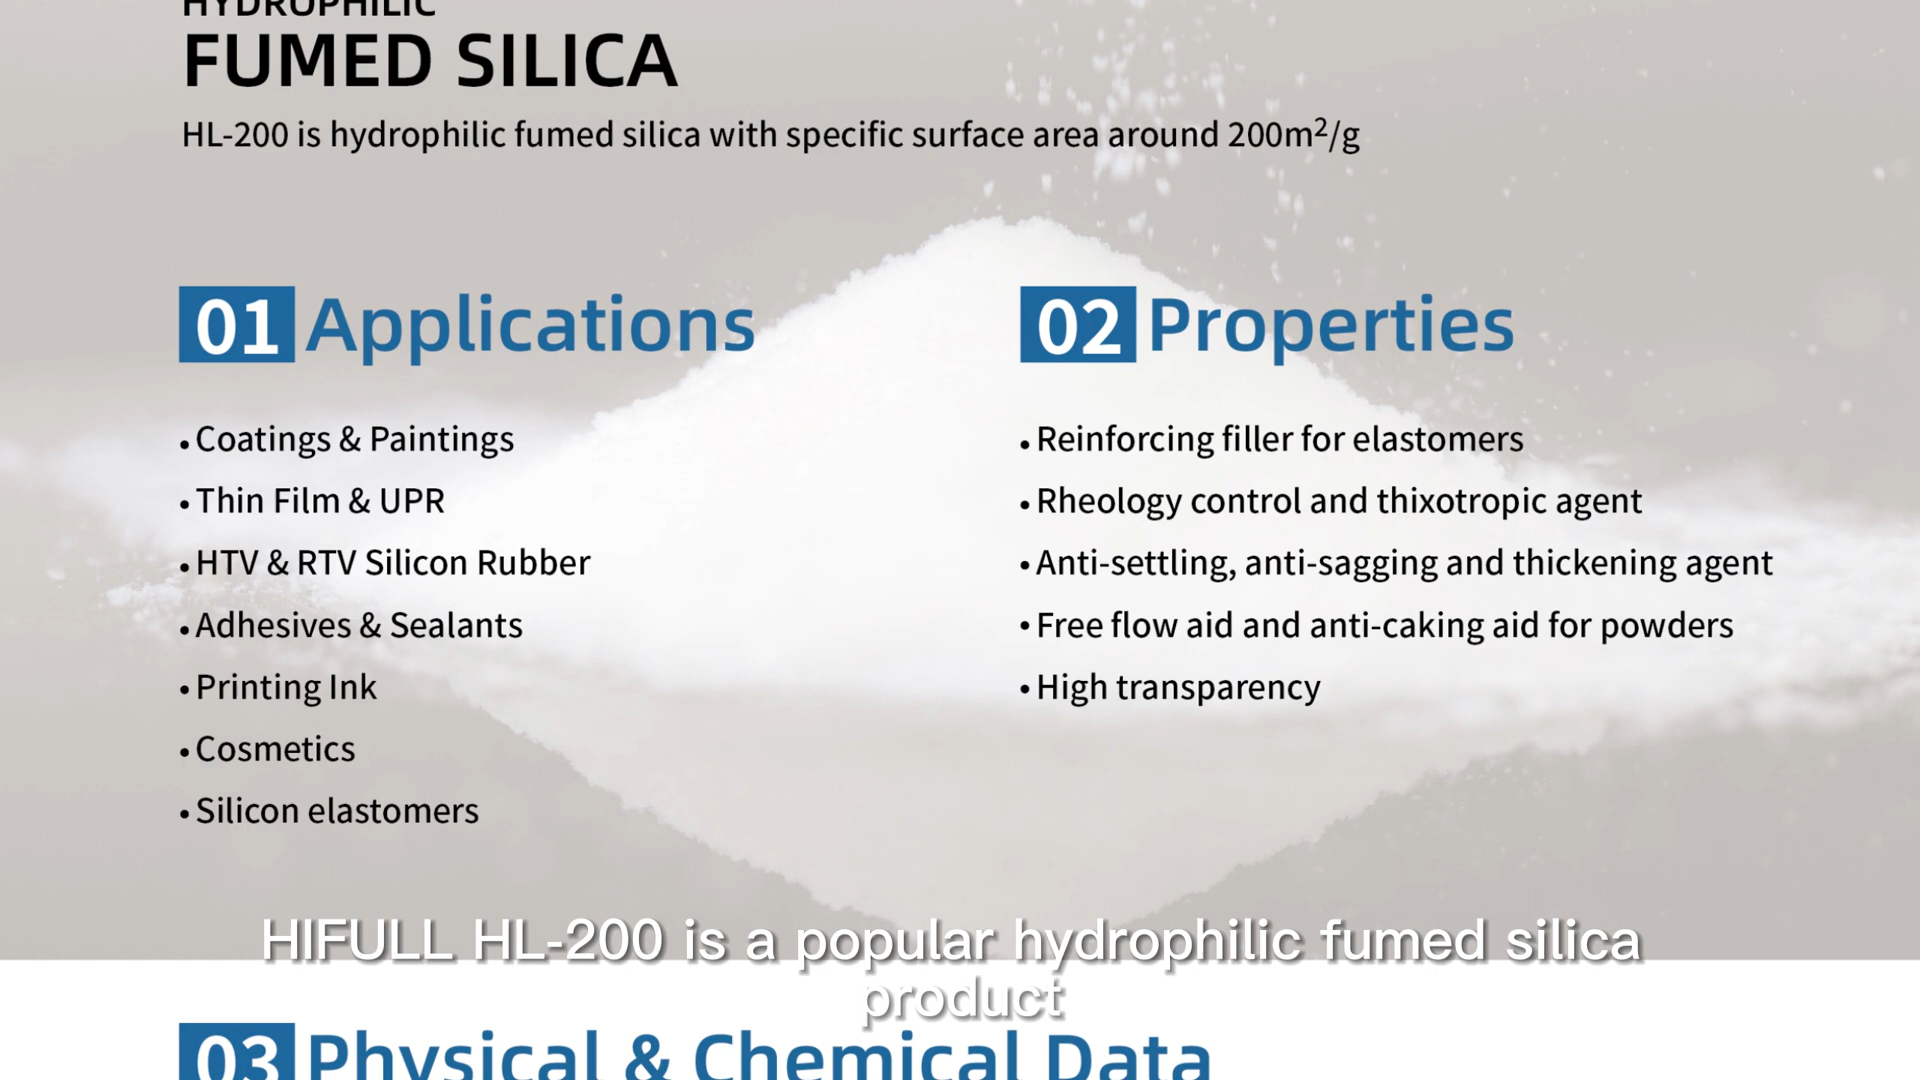 HYDROPHILIC
FUMED SILICA
HL-200 is hydrophilic fumed silica with specific surface area around 200m²/g
01 Applications
• Coatings & Paintings
• Thin Film & UPR
• HTV & RTV Silicon Rubber
• Adhesives & Sealants
• Printing Ink
• Cosmetics
• Silicon elastomers
02 Properties
• Reinforcing filler for elastomers
• Rheology control and thixotropic agent
• Anti-settling, anti-sagging and thickening agent
• Free flow aid and anti-caking aid for powders
• High transparency
HIFULL HL-200 is a popular hydrophilic fumed silica
product
03 Physical & Chemical Data